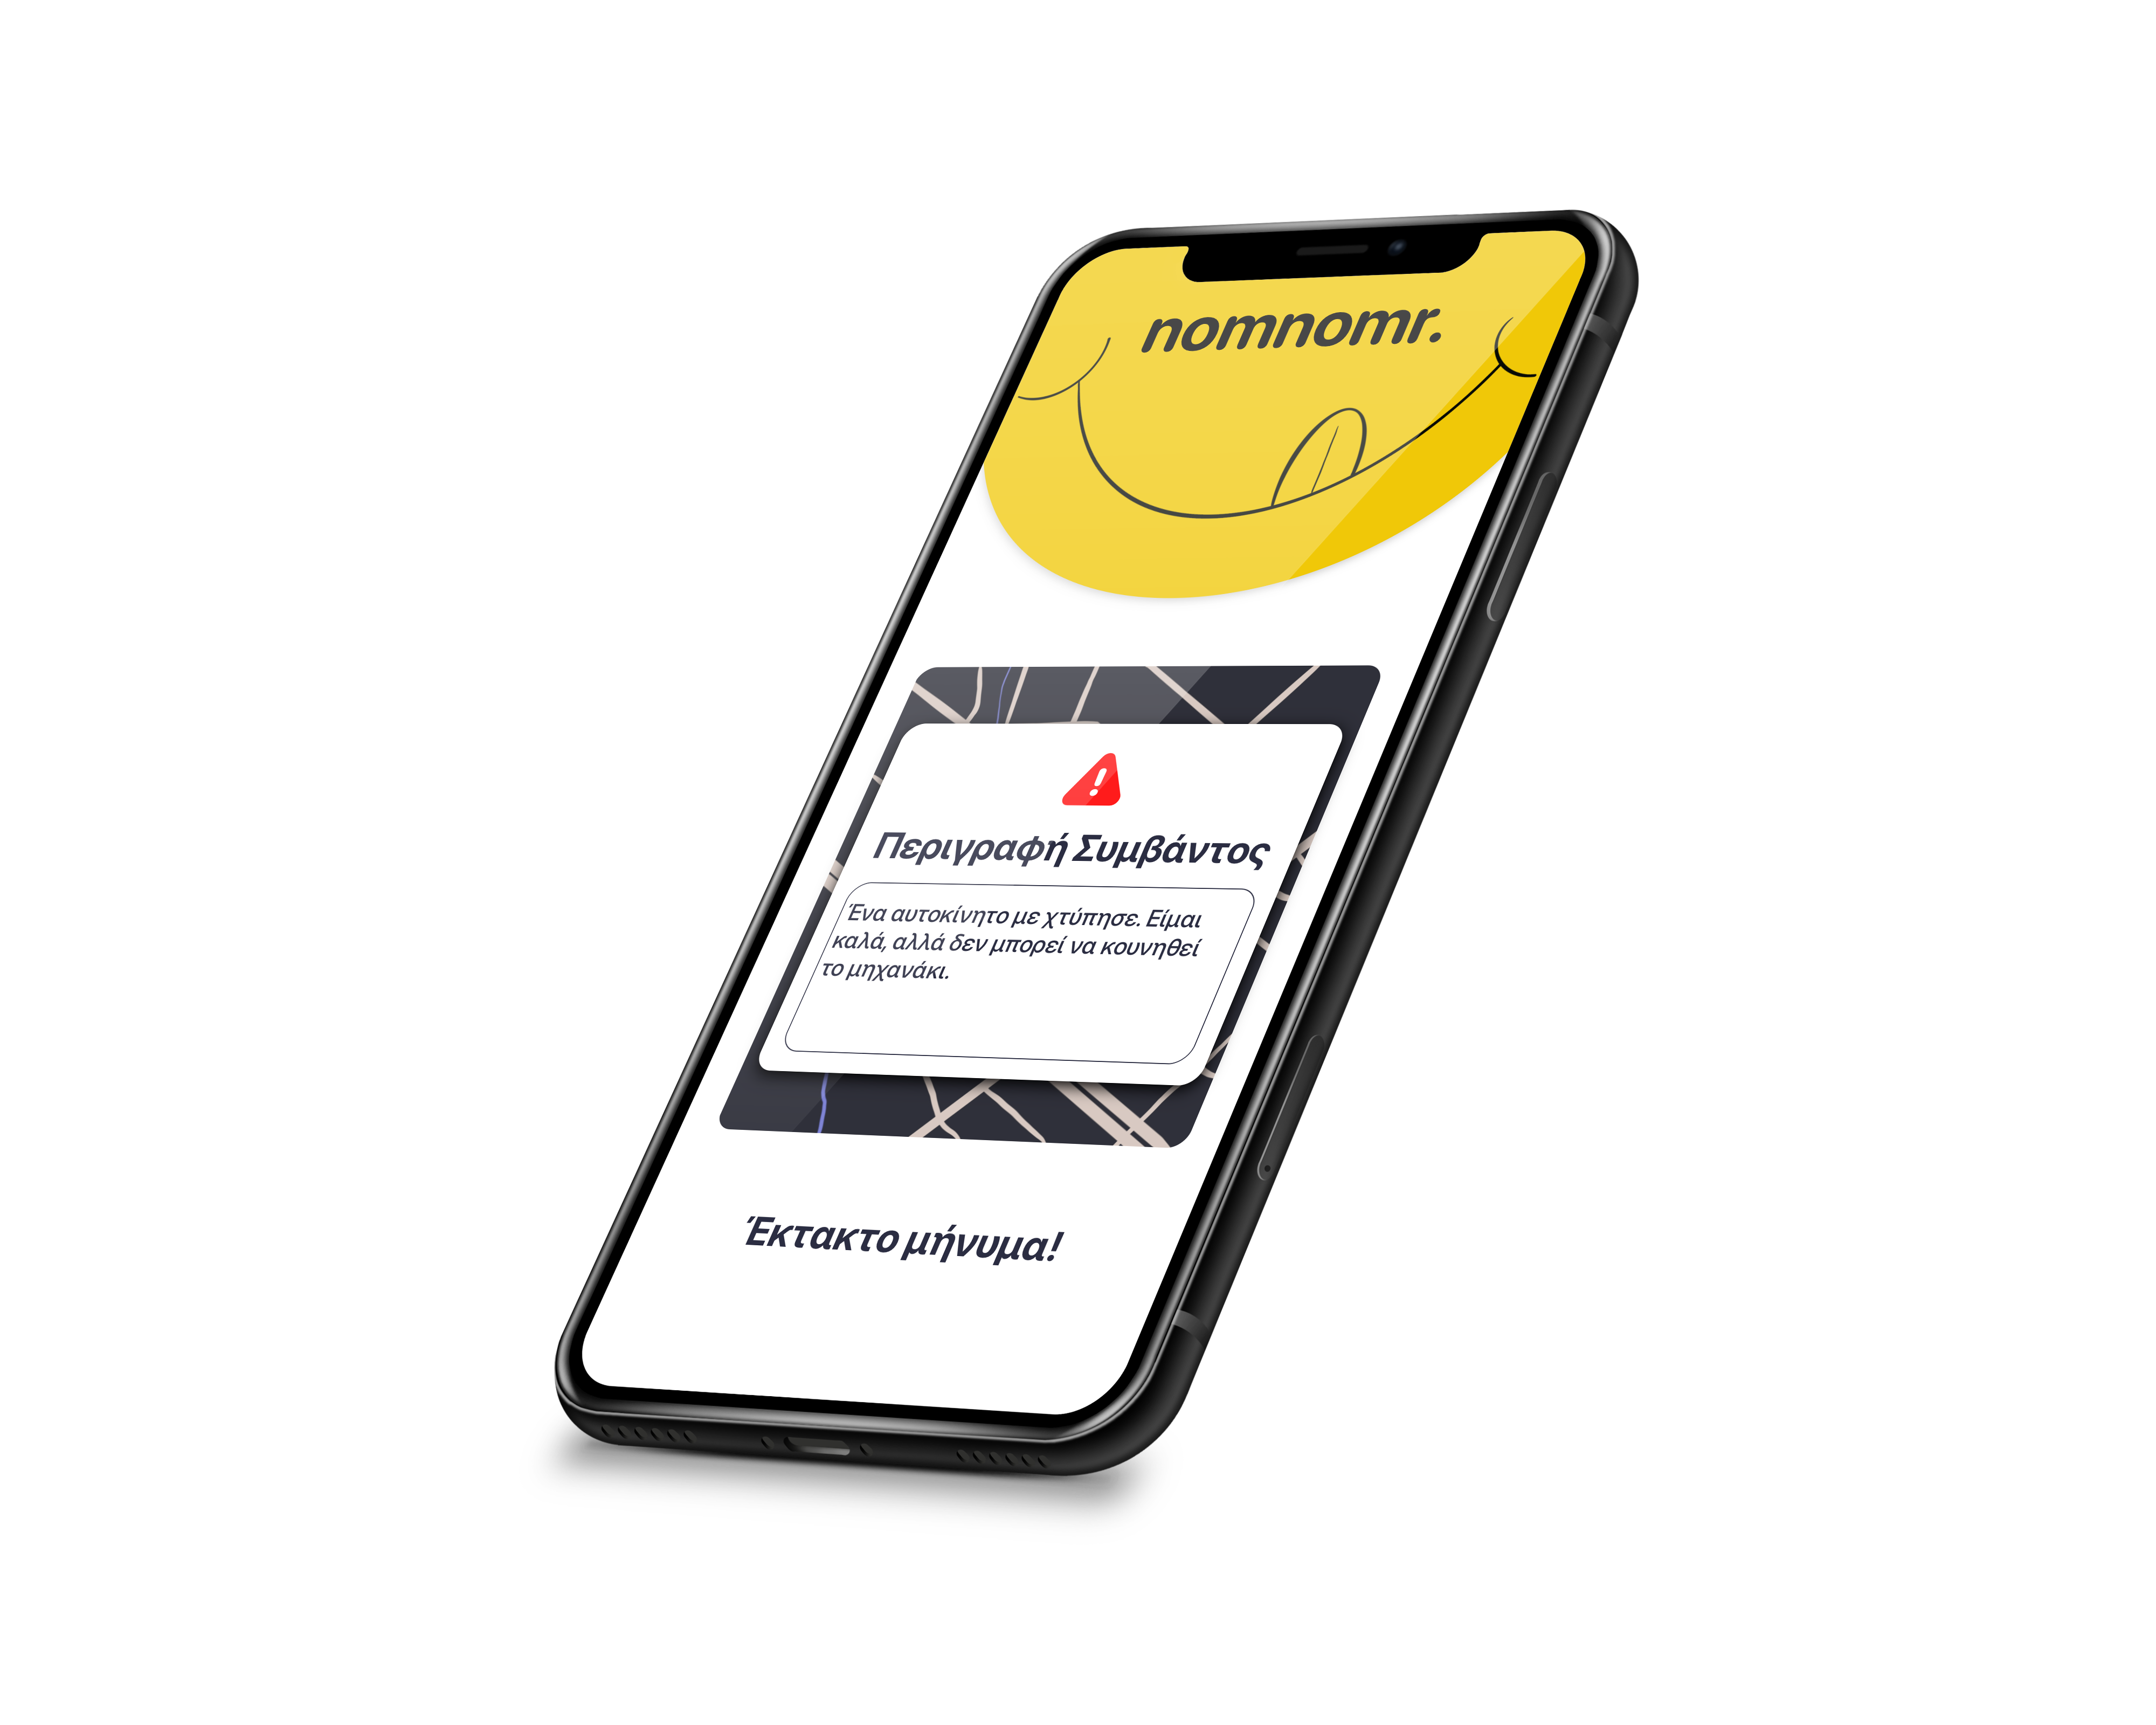 nomnomr.
Περιγραφή Συμβάντος
Ένα αυτοκίνητο με χτύπησε. Είμαι
καλά, αλλά δεν μπορεί να κουνηθεί
το μηχανάκι.
Έκτακτο μήνυμα!